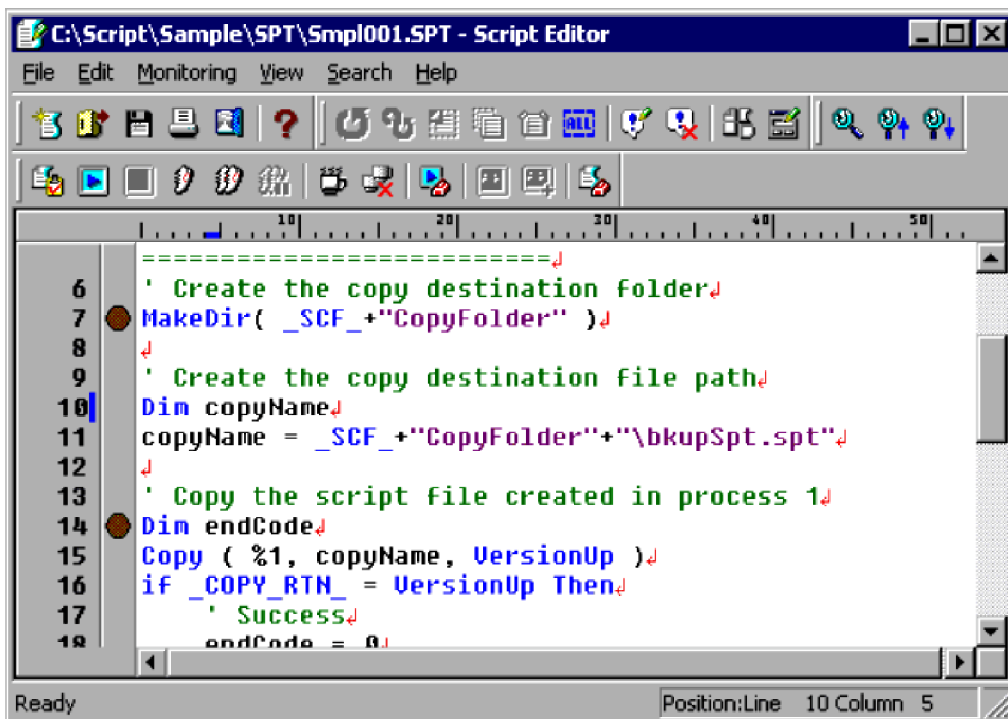 C:\Script\Sample\SPT\Smpl001.SPT - Script Editor
File Edit Monitoring View Search Help
ALL
10 20 30 40 50
===========================
6 ' Create the copy destination folder
7 MakeDir( _SCF_+"CopyFolder" )
8
9 ' Create the copy destination file path
10 Dim copyName
11 copyName = _SCF_+"CopyFolder"+"\bkupSpt.spt"
12
13 ' Copy the script file created in process 1
14 Dim endCode
15 Copy ( %1, copyName, VersionUp )
16 if _COPY_RTN_ = VersionUp Then
17 ' Success
18 endCode = 0
Ready Position:Line 10 Column 5